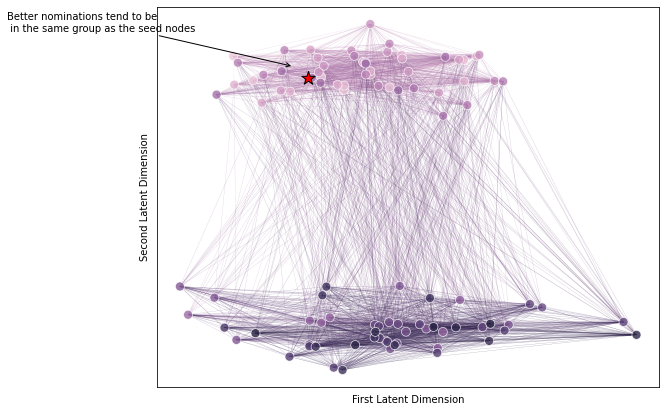 Better nominations tend to be
in the same group as the seed nodes
Second Latent Dimension
First Latent Dimension